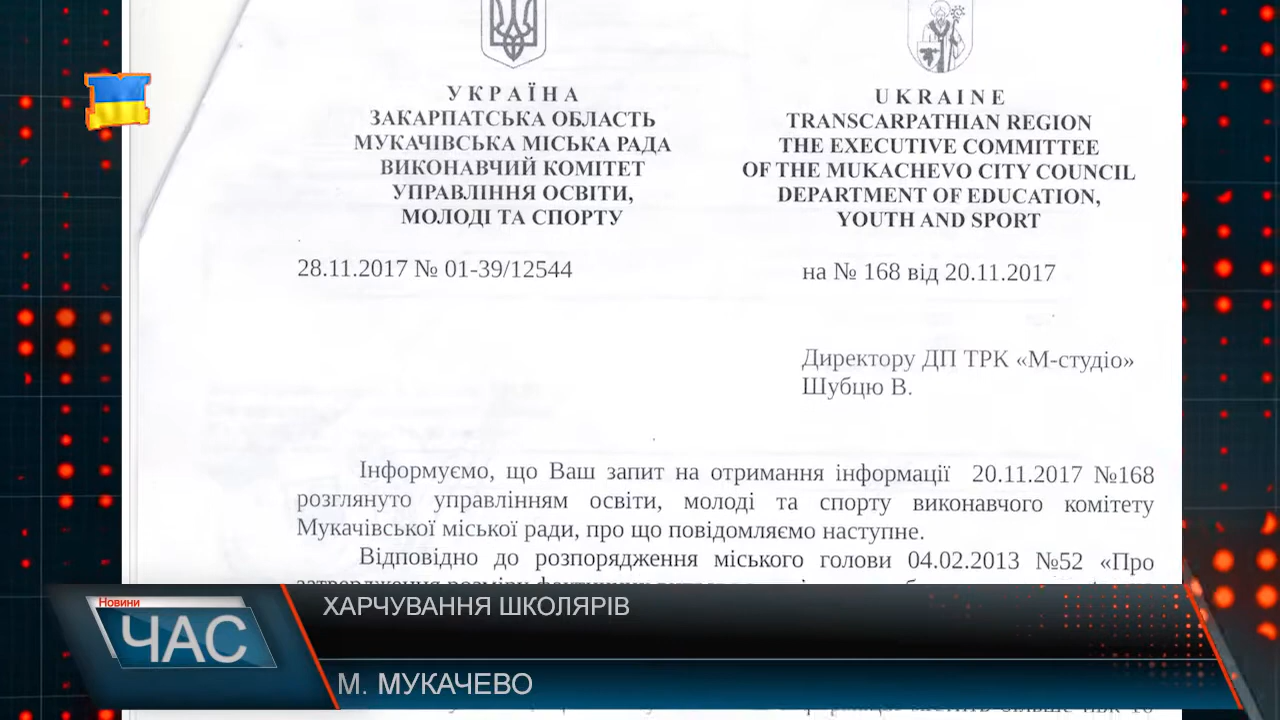 У К Р А Ї Н А
ЗАКАРПАТСЬКА ОБЛАСТЬ
МУКАЧІВСЬКА МІСЬКА РАДА
ВИКОНАВЧИЙ КОМІТЕТ
УПРАВЛІННЯ ОСВІТИ,
МОЛОДІ ТА СПОРТУ
U K R A I N E
TRANSCARPATHIAN REGION
THE EXECUTIVE COMMITTEE
OF THE MUKACHEVO CITY COUNCIL
DEPARTMENT OF EDUCATION,
YOUTH AND SPORT
28.11.2017 № 01-39/12544
на № 168 від 20.11.2017
Директору ДП ТРК «М-студіо»
Шубцю В.
Інформуємо, що Ваш запит на отримання інформації 20.11.2017 №168
розглянуто управлінням освіти, молоді та спорту виконавчого комітету
Мукачівської міської ради, про що повідомляємо наступне.
Відповідно до розпорядження міського голови 04.02.2013 №52 «Про
Новини
ЧАС
ХАРЧУВАННЯ ШКОЛЯРІВ
М. МУКАЧЕВО